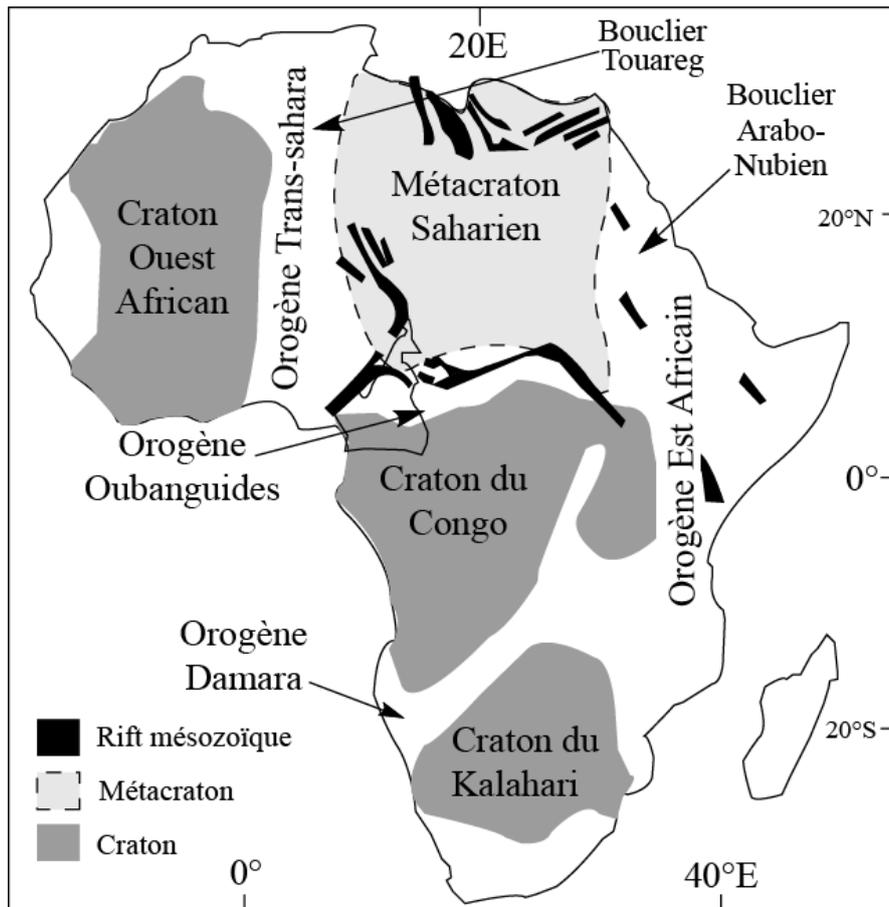 20E
Bouclier
Touareg
Bouclier
Arabo-
Nubien
Orogène Trans-sahara
Métacraton
Saharien
20°N
Craton
Ouest
African
Orogène Est Africain
Orogène
Oubanguides
Craton du
Congo
0°
Orogène
Damara
Craton du
Kalahari
20°S
Rift mésozoïque
Métacraton
Craton
0°
40°E